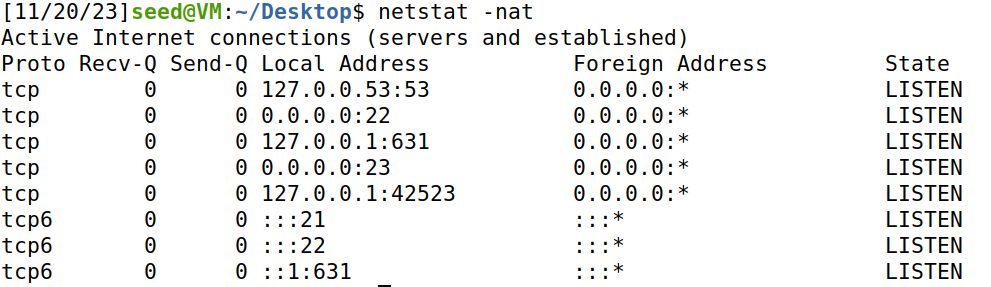 [11/20/23]seed@VM:~/Desktop$ netstat -nat
Active Internet connections (servers and established)
Proto Recv-Q Send-Q Local Address           Foreign Address         State
tcp        0      0 127.0.0.53:53           0.0.0.0:*               LISTEN
tcp        0      0 0.0.0.0:22              0.0.0.0:*               LISTEN
tcp        0      0 127.0.0.1:631           0.0.0.0:*               LISTEN
tcp        0      0 0.0.0.0:23              0.0.0.0:*               LISTEN
tcp        0      0 127.0.0.1:42523         0.0.0.0:*               LISTEN
tcp6       0      0 :::21                   :::*                    LISTEN
tcp6       0      0 :::22                   :::*                    LISTEN
tcp6       0      0 ::1:631                 :::*                    LISTEN